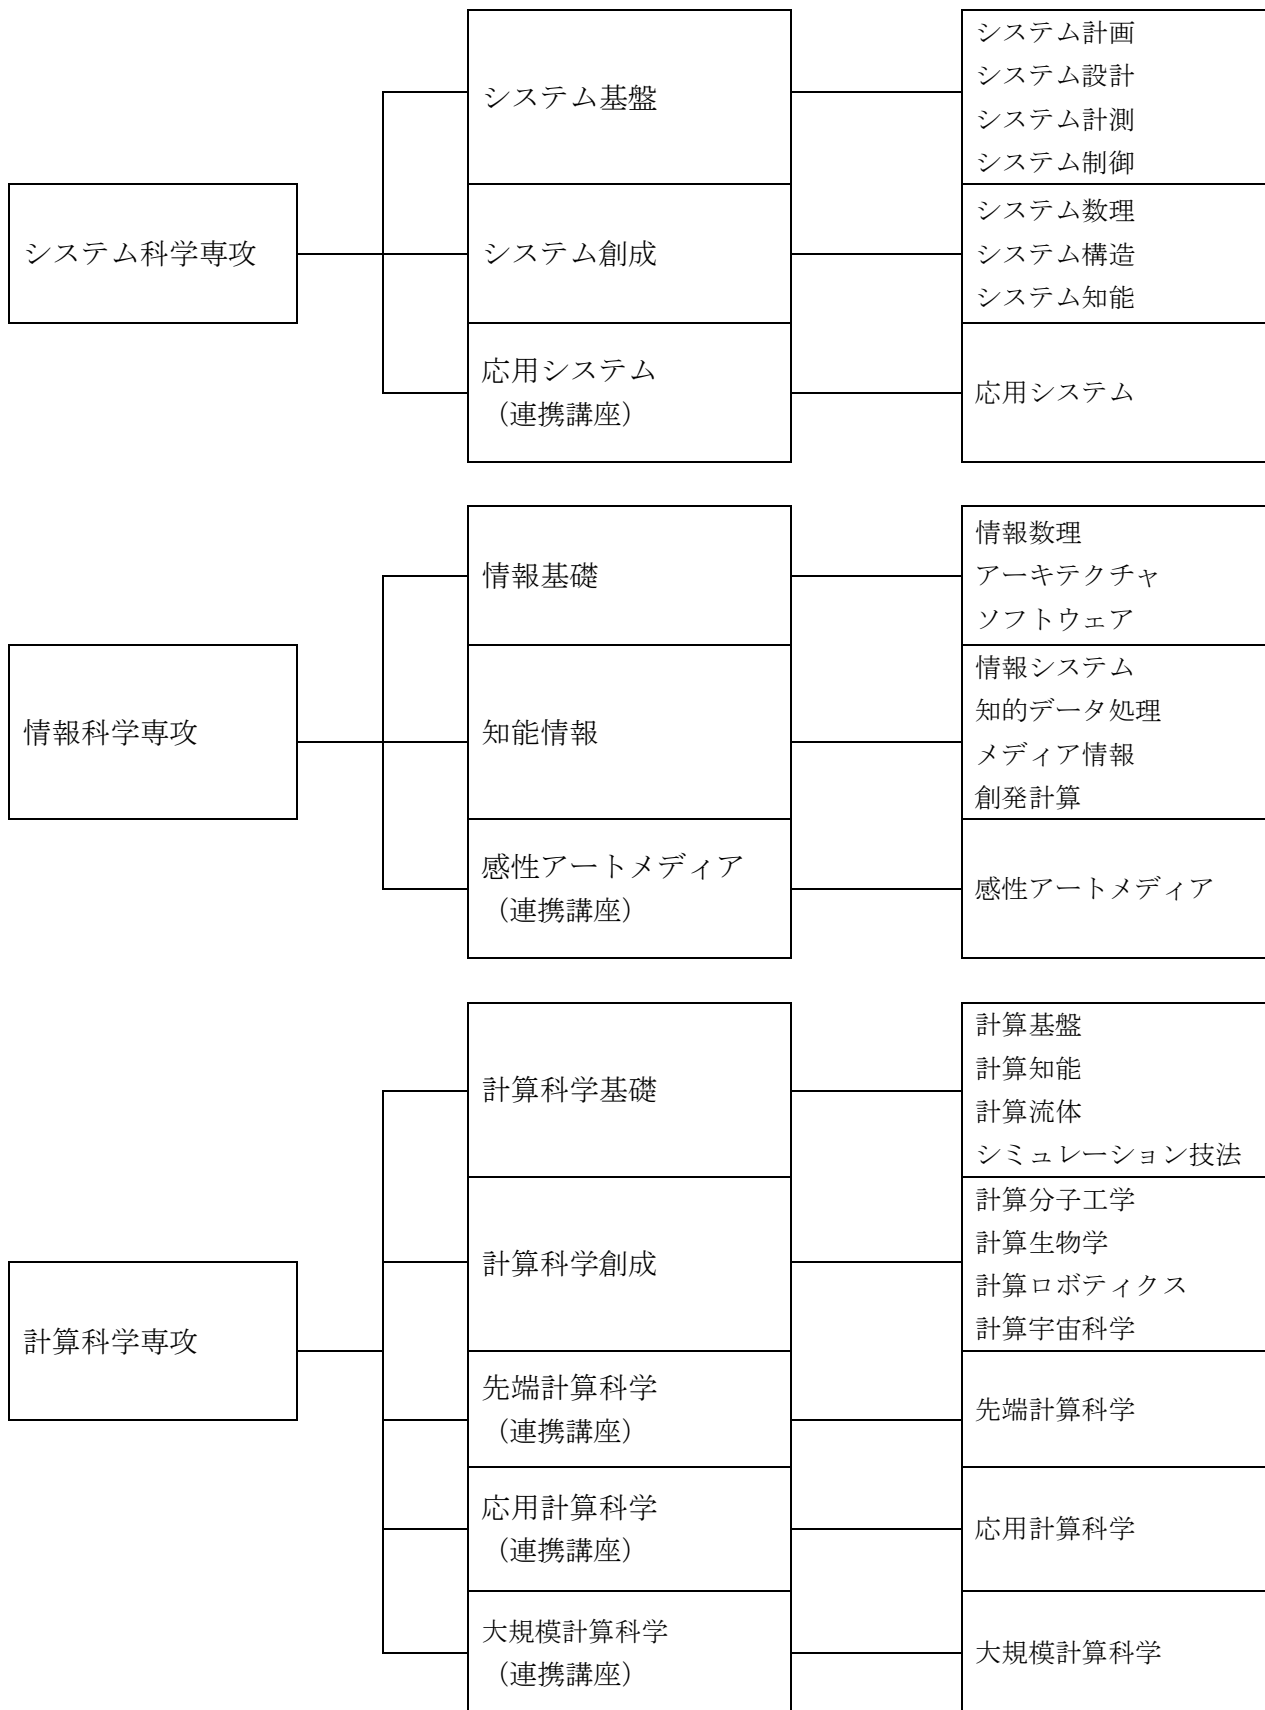 システム科学専攻
システム基盤
システム計画
システム設計
システム計測
システム制御
システム創成
システム数理
システム構造
システム知能
応用システム
（連携講座）
応用システム
情報科学専攻
情報基礎
情報数理
アーキテクチャ
ソフトウェア
知能情報
情報システム
知的データ処理
メディア情報
創発計算
感性アートメディア
（連携講座）
感性アートメディア
計算科学専攻
計算科学基礎
計算基盤
計算知能
計算流体
シミュレーション技法
計算科学創成
計算分子工学
計算生物学
計算ロボティクス
計算宇宙科学
先端計算科学
（連携講座）
先端計算科学
応用計算科学
（連携講座）
応用計算科学
大規模計算科学
（連携講座）
大規模計算科学